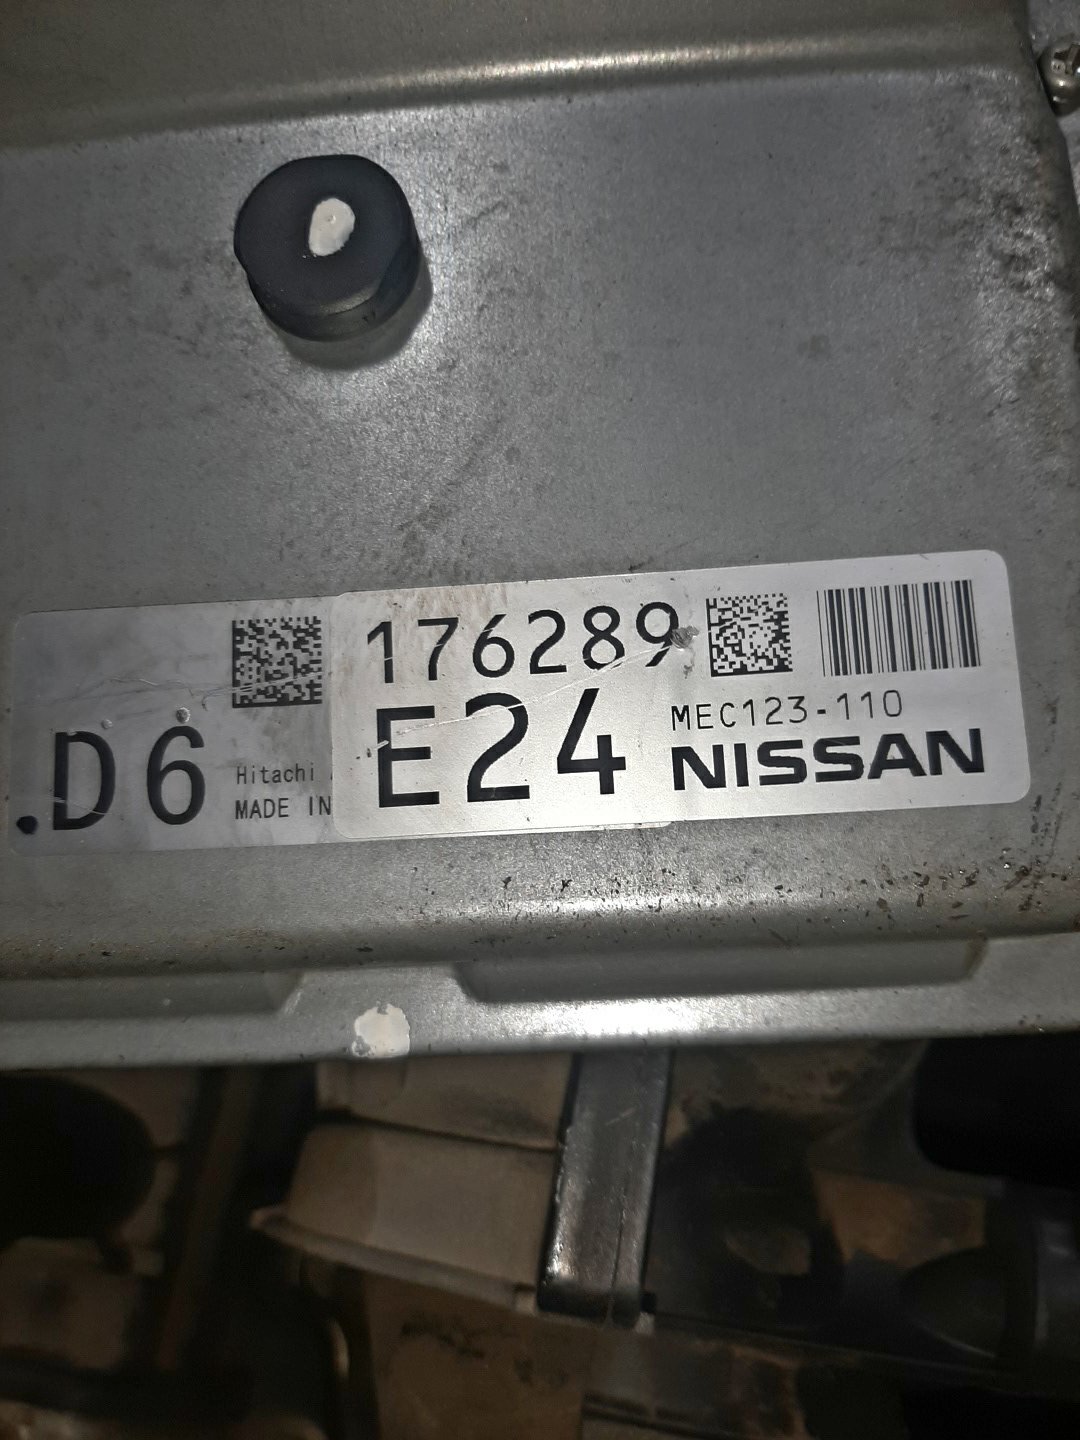 .D6
Hitachi
MADE IN
176289
E24
MEC123-110
NISSAN